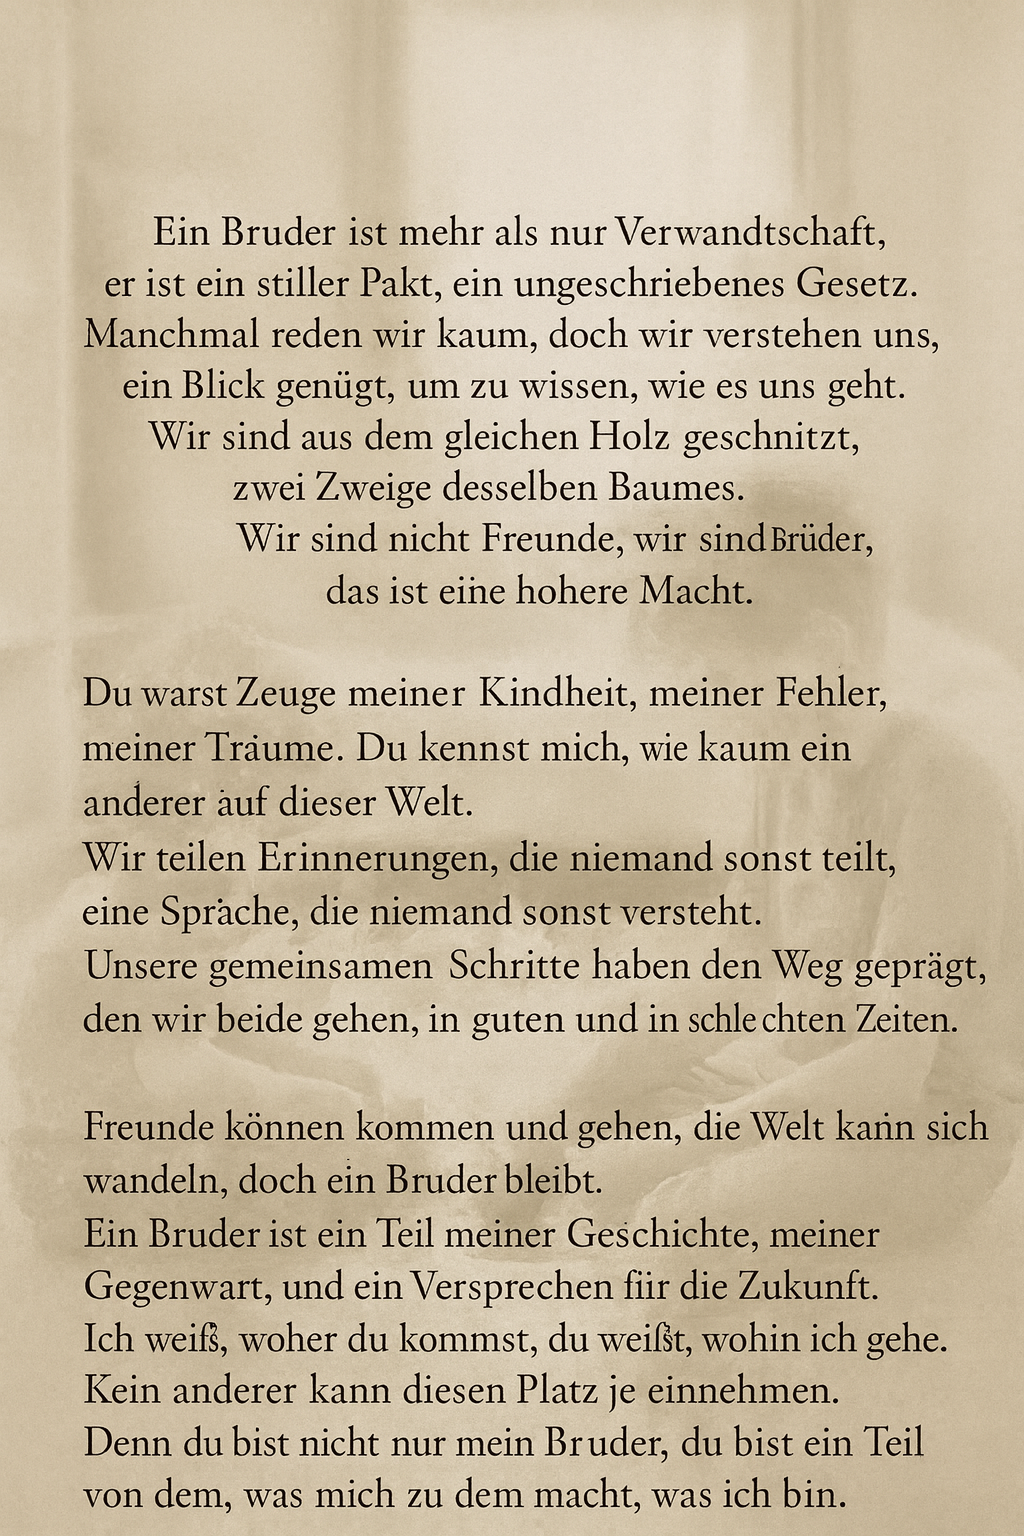 Ein Bruder ist mehr als nur Verwandtschaft,
er ist ein stiller Pakt, ein ungeschriebenes Gesetz.
Manchmal reden wir kaum, doch wir verstehen uns,
ein Blick genügt, um zu wissen, wie es uns geht.
Wir sind aus dem gleichen Holz geschnitzt,
zwei Zweige desselben Baumes.
Wir sind nicht Freunde, wir sind Brüder,
das ist eine hohere Macht.
Du warst Zeuge meiner Kindheit, meiner Fehler,
meiner Traume. Du kennst mich, wie kaum ein
anderer auf dieser Welt.
Wir teilen Erinnerungen, die niemand sonst teilt,
eine Sprache, die niemand sonst versteht.
Unsere gemeinsamen Schritte haben den Weg geprägt,
den wir beide gehen, in guten und in schlechten Zeiten.
Freunde können kommen und gehen, die Welt kann sich
wandeln, doch ein Bruder bleibt.
Ein Bruder ist ein Teil meiner Geschichte, meiner
Gegenwart, und ein Versprechen fiir die Zukunft.
Ich weiß, woher du kommst, du weißt, wohin ich gehe.
Kein anderer kann diesen Platz je einnehmen.
Denn du bist nicht nur mein Bruder, du bist ein Teil
von dem, was mich zu dem macht, was ich bin.